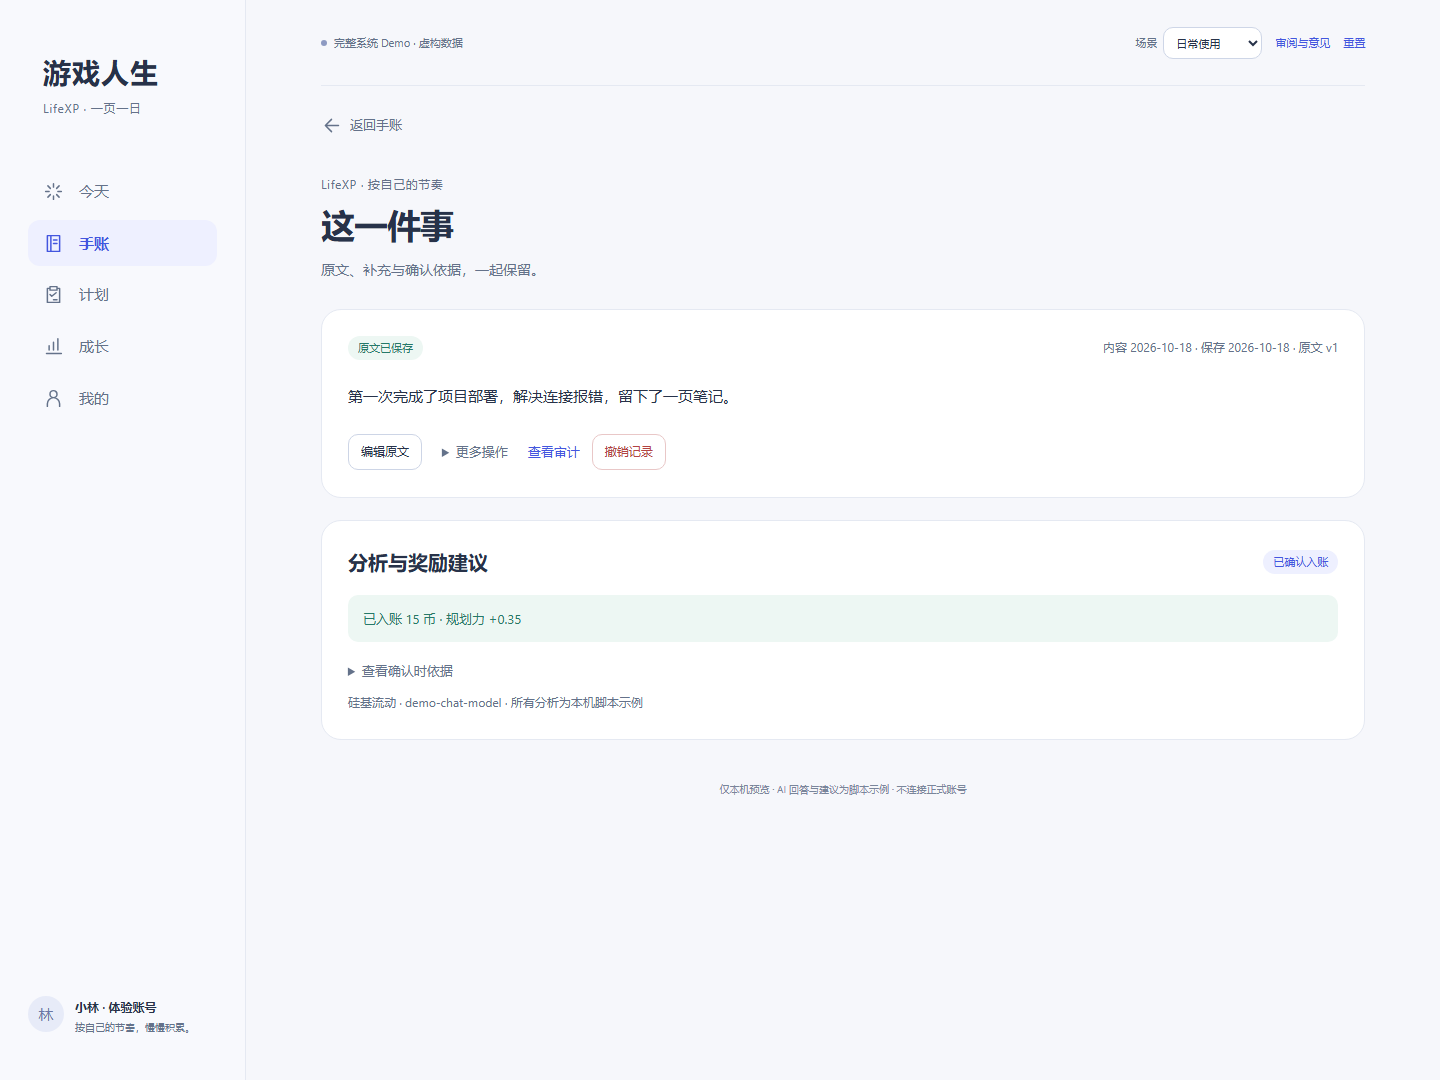 游戏人生
LifeXP · 一页一日
今天
手账
计划
成长
我的
林
小林 · 体验账号
按自己的节奏，慢慢积累。
完整系统 Demo · 虚构数据
场景 日常使用 审阅与意见 重置
返回手账
LifeXP · 按自己的节奏
这一件事
原文、补充与确认依据，一起保留。
原文已保存 内容 2026-10-18 · 保存 2026-10-18 · 原文 v1
第一次完成了项目部署，解决连接报错，留下了一页笔记。
编辑原文 更多操作 查看审计 撤销记录
分析与奖励建议 已确认入账
已入账 15 币 · 规划力 +0.35
查看确认时依据
硅基流动 · demo-chat-model · 所有分析为本机脚本示例
仅本机预览 · AI 回答与建议为脚本示例 · 不连接正式账号